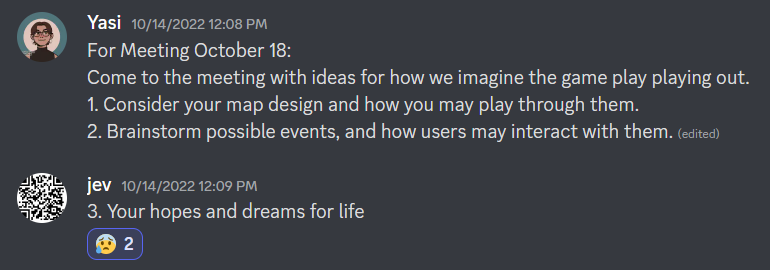 Yasi 10/14/2022 12:08 PM
For Meeting October 18:
Come to the meeting with ideas for how we imagine the game play playing out.
1. Consider your map design and how you may play through them.
2. Brainstorm possible events, and how users may interact with them. (edited)
jev 10/14/2022 12:09 PM
3. Your hopes and dreams for life
2